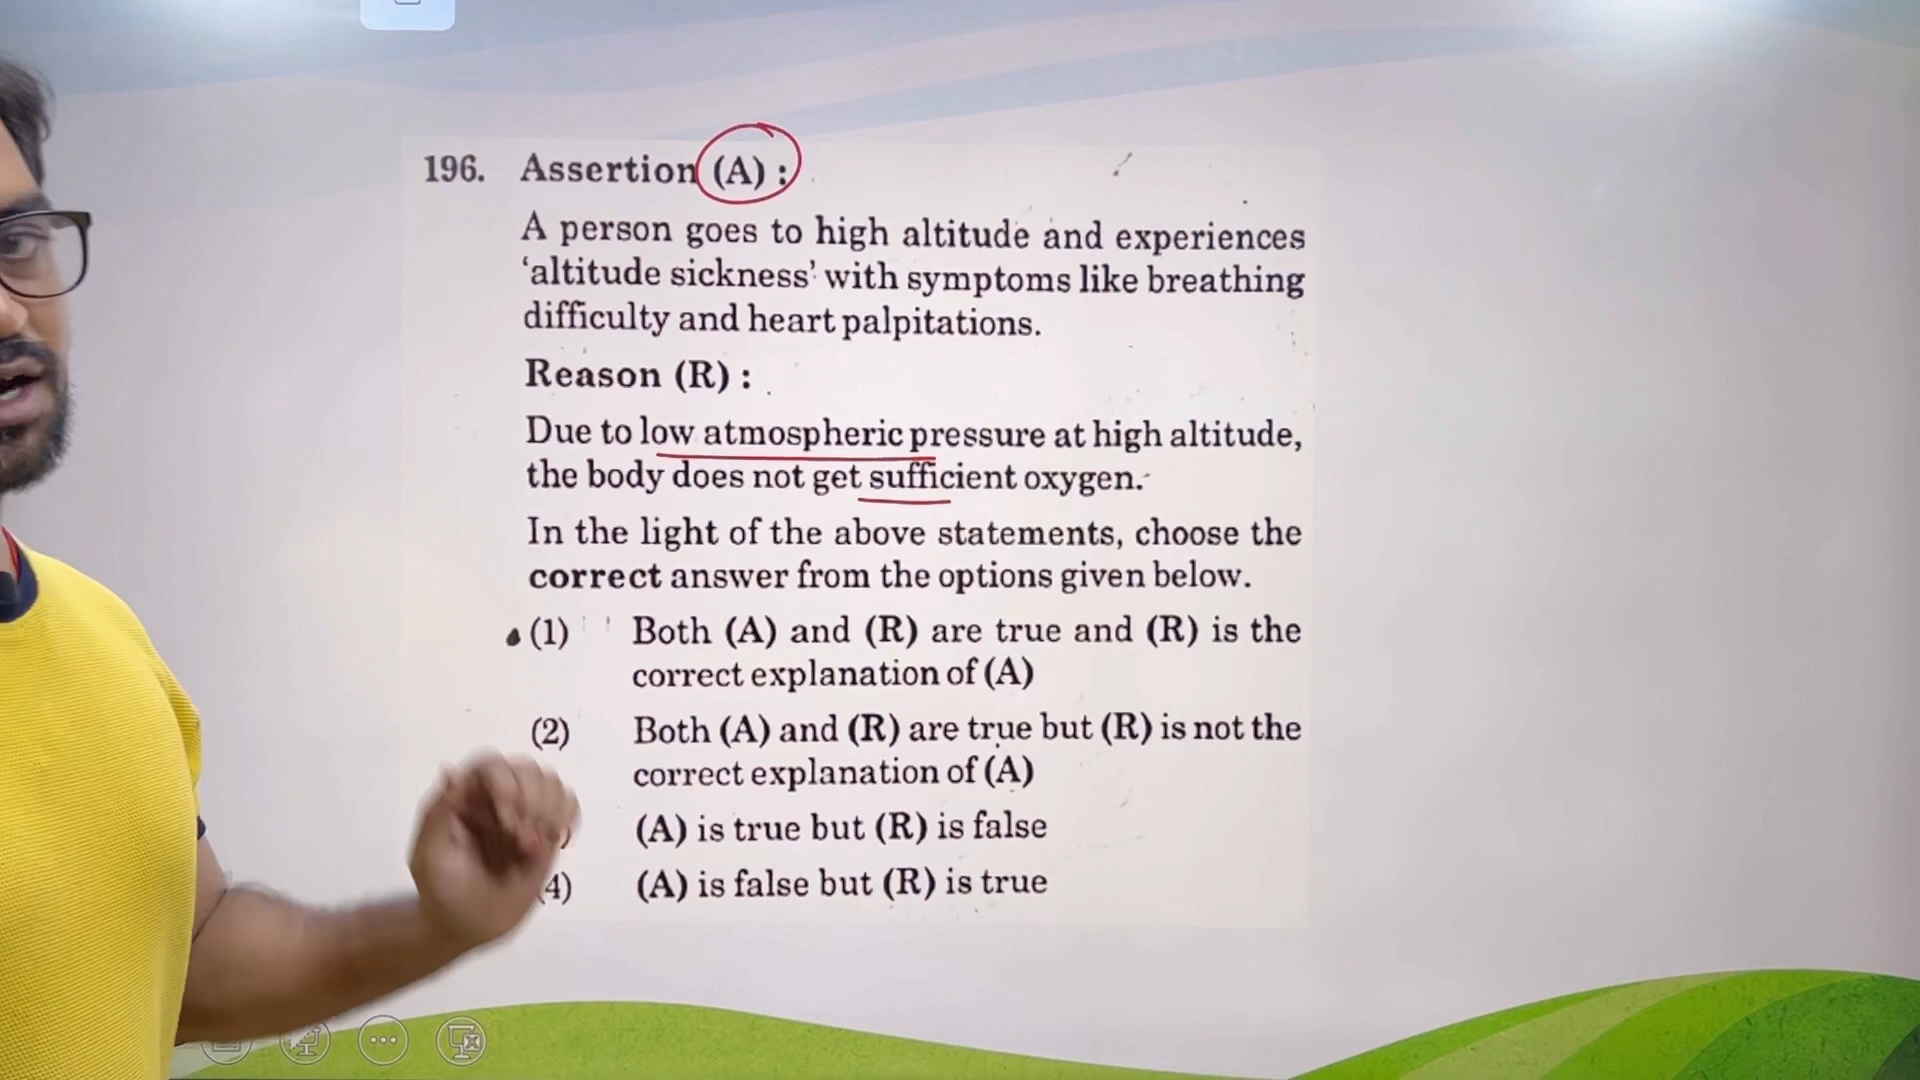 196. Assertion (A) :
A person goes to high altitude and experiences
‘altitude sickness’ with symptoms like breathing
difficulty and heart palpitations.
Reason (R) :
Due to low atmospheric pressure at high altitude,
the body does not get sufficient oxygen.
In the light of the above statements, choose the
correct answer from the options given below.
(1) Both (A) and (R) are true and (R) is the
correct explanation of (A)
(2) Both (A) and (R) are true but (R) is not the
correct explanation of (A)
(A) is true but (R) is false
(4) (A) is false but (R) is true